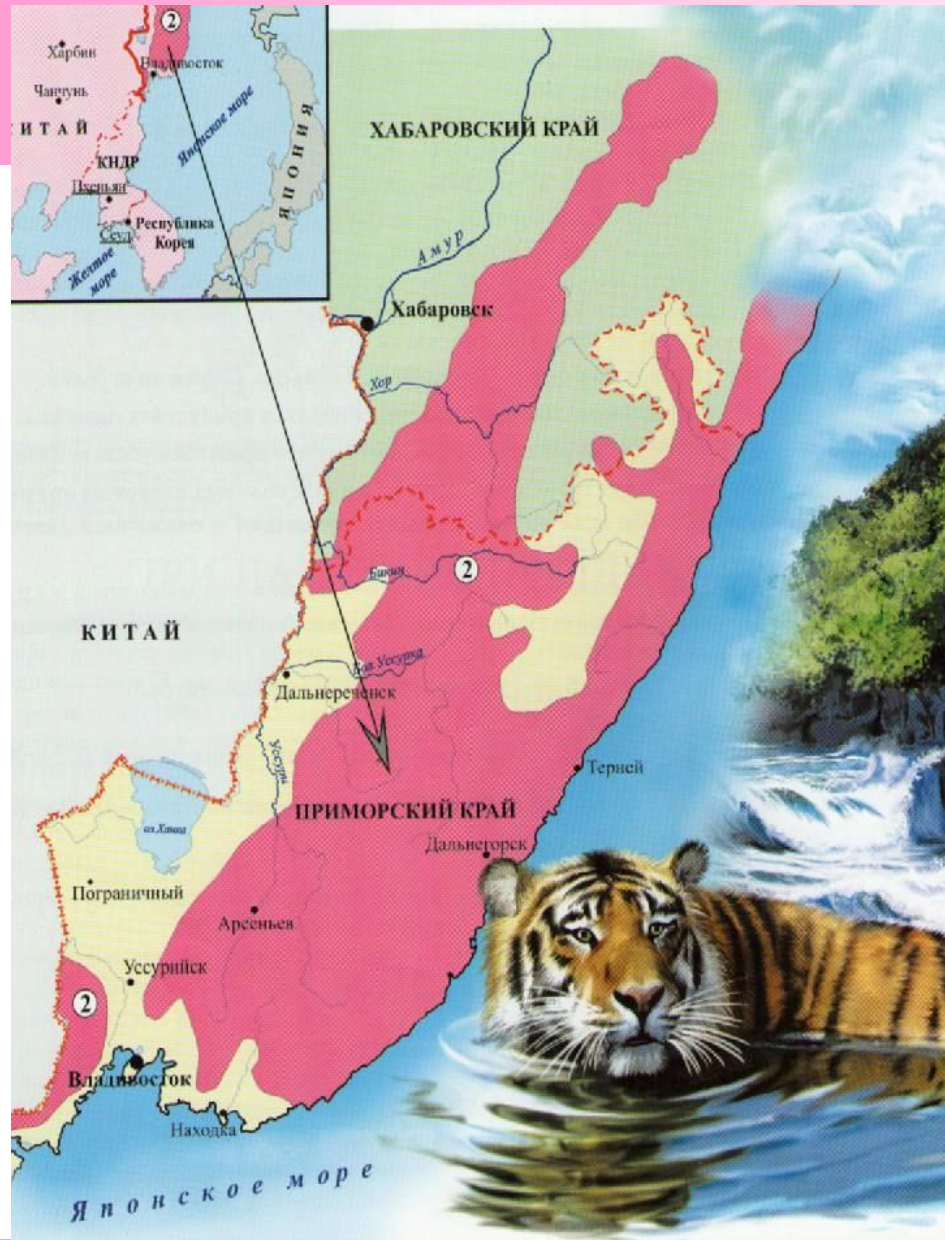 2
Харбин
Владивосток
Чанчунь
КИТАЙ
Японское море
ЯПОНИЯ
КНДР
Пхеньян
Республика
Корея
Сеул
Желтое
море
ХАБАРОВСКИЙ КРАЙ
Амур
Хабаровск
Хор
Бикин
2
КИТАЙ
Бол. Уссурка
Дальнереченск
Уссури
Терней
ПРИМОРСКИЙ КРАЙ
оз.Ханка
Дальнегорск
Пограничный
Арсеньев
Уссурийск
2
Владивосток
Находка
Японское море